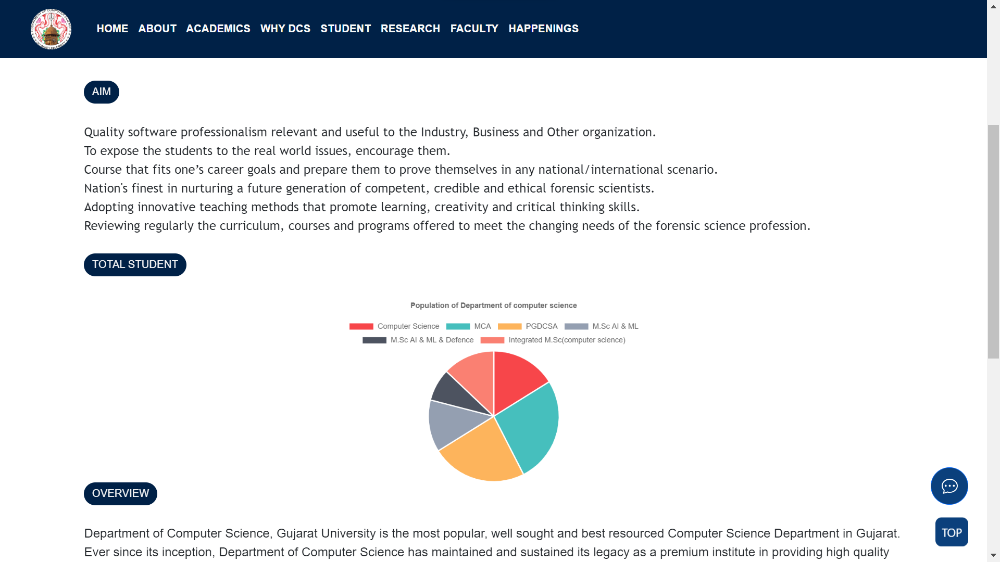 HOME ABOUT ACADEMICS WHY DCS STUDENT RESEARCH FACULTY HAPPENINGS
AIM
Quality software professionalism relevant and useful to the Industry, Business and Other organization.
To expose the students to the real world issues, encourage them.
Course that fits one’s career goals and prepare them to prove themselves in any national/international scenario.
Nation's finest in nurturing a future generation of competent, credible and ethical forensic scientists.
Adopting innovative teaching methods that promote learning, creativity and critical thinking skills.
Reviewing regularly the curriculum, courses and programs offered to meet the changing needs of the forensic science profession.
TOTAL STUDENT
Population of Department of computer science
Computer Science MCA PGDCSA M.Sc AI & ML
M.Sc AI & ML & Defence Integrated M.Sc(computer science)
OVERVIEW
Department of Computer Science, Gujarat University is the most popular, well sought and best resourced Computer Science Department in Gujarat.
TOP
Ever since its inception, Department of Computer Science has maintained and sustained its legacy as a premium institute in providing high quality